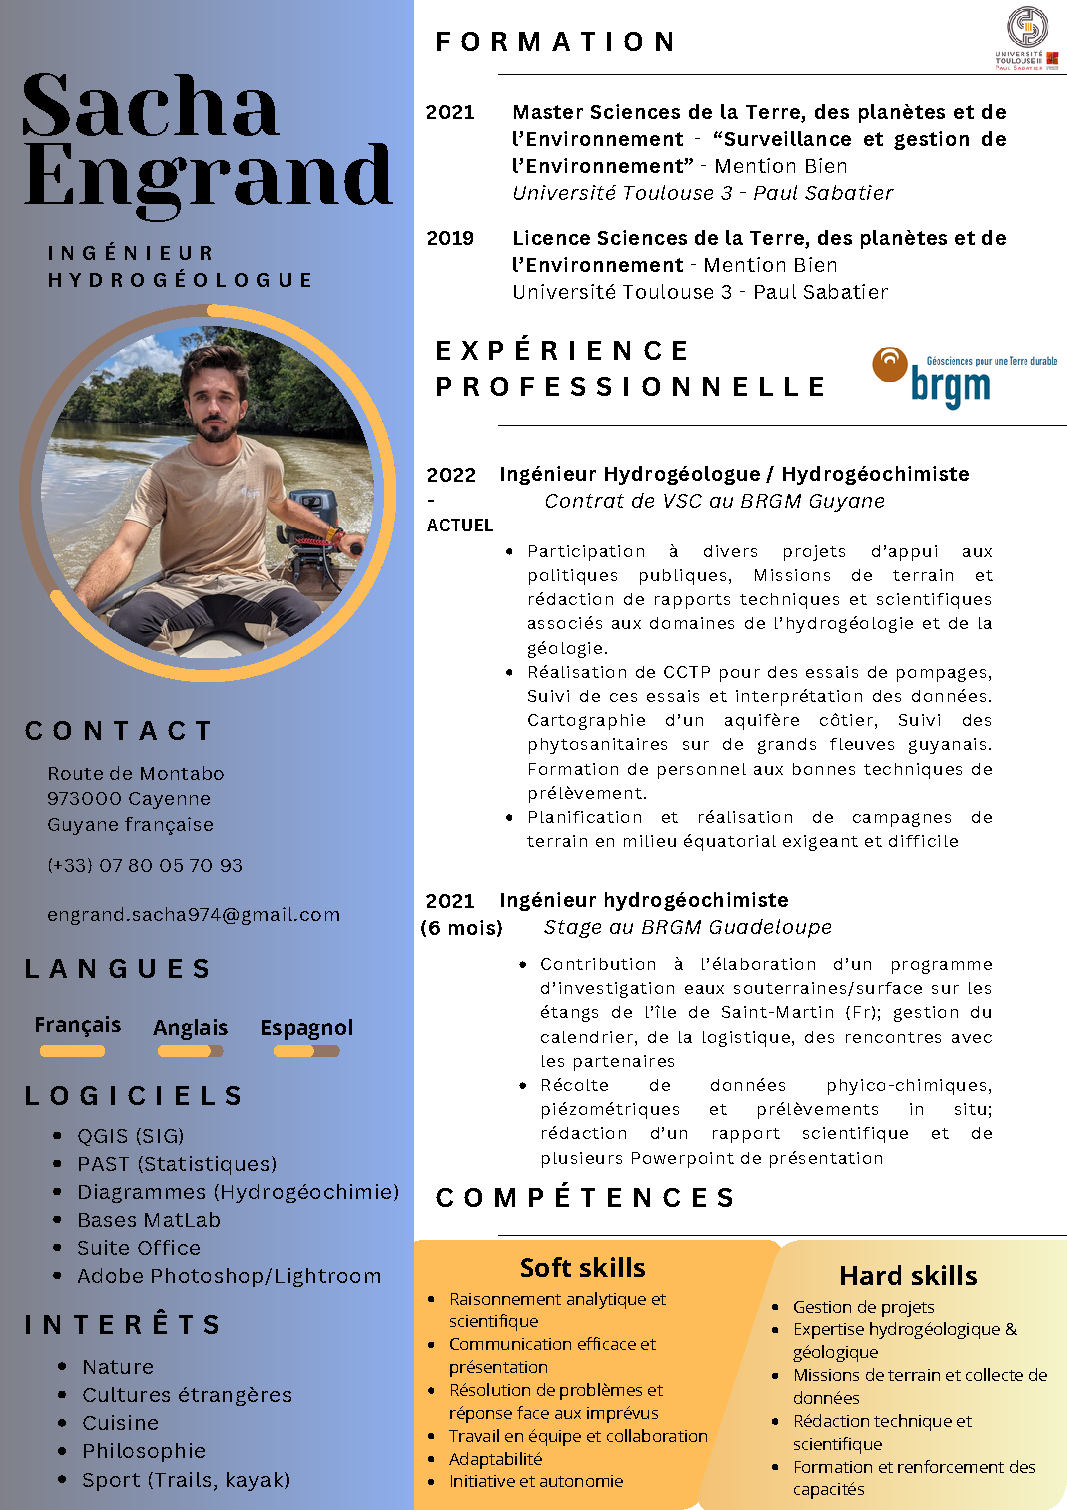 Sacha
Engrand
INGÉNIEUR
HYDROGÉOLOGUE
CONTACT
Route de Montabo
973000 Cayenne
Guyane française
(+33) 07 80 05 70 93
engrand.sacha974@gmail.com
LANGUES
Français Anglais Espagnol
LOGICIELS
QGIS (SIG)
PAST (Statistiques)
Diagrammes (Hydrogéochimie)
Bases MatLab
Suite Office
Adobe Photoshop/Lightroom
INTERÊTS
Nature
Cultures étrangères
Cuisine
Philosophie
Sport (Trails, kayak)
FORMATION
UNIVERSITÉ
TOULOUSE III
PAUL SABATIER
2021 Master Sciences de la Terre, des planètes et de
l’Environnement - “Surveillance et gestion de
l’Environnement” - Mention Bien
Université Toulouse 3 - Paul Sabatier
2019 Licence Sciences de la Terre, des planètes et de
l’Environnement - Mention Bien
Université Toulouse 3 - Paul Sabatier
EXPÉRIENCE
PROFESSIONNELLE
Géosciences pour une Terre durable
brgm
2022 Ingénieur Hydrogéologue / Hydrogéochimiste
- Contrat de VSC au BRGM Guyane
ACTUEL
Participation à divers projets d’appui aux
politiques publiques, Missions de terrain et
rédaction de rapports techniques et scientifiques
associés aux domaines de l’hydrogéologie et de la
géologie.
Réalisation de CCTP pour des essais de pompages,
Suivi de ces essais et interprétation des données.
Cartographie d’un aquifère côtier, Suivi des
phytosanitaires sur de grands fleuves guyanais.
Formation de personnel aux bonnes techniques de
prélèvement.
Planification et réalisation de campagnes de
terrain en milieu équatorial exigeant et difficile
2021 Ingénieur hydrogéochimiste
(6 mois) Stage au BRGM Guadeloupe
Contribution à l’élaboration d’un programme
d’investigation eaux souterraines/surface sur les
étangs de l’île de Saint-Martin (Fr); gestion du
calendrier, de la logistique, des rencontres avec
les partenaires
Récolte de données phyico-chimiques,
piézométriques et prélèvements in situ;
rédaction d’un rapport scientifique et de
plusieurs Powerpoint de présentation
COMPÉTENCES
Soft skills
Raisonnement analytique et
scientifique
Communication efficace et
présentation
Résolution de problèmes et
réponse face aux imprévus
Travail en équipe et collaboration
Adaptabilité
Initiative et autonomie
Hard skills
Gestion de projets
Expertise hydrogéologique &
géologique
Missions de terrain et collecte de
données
Rédaction technique et
scientifique
Formation et renforcement des
capacités